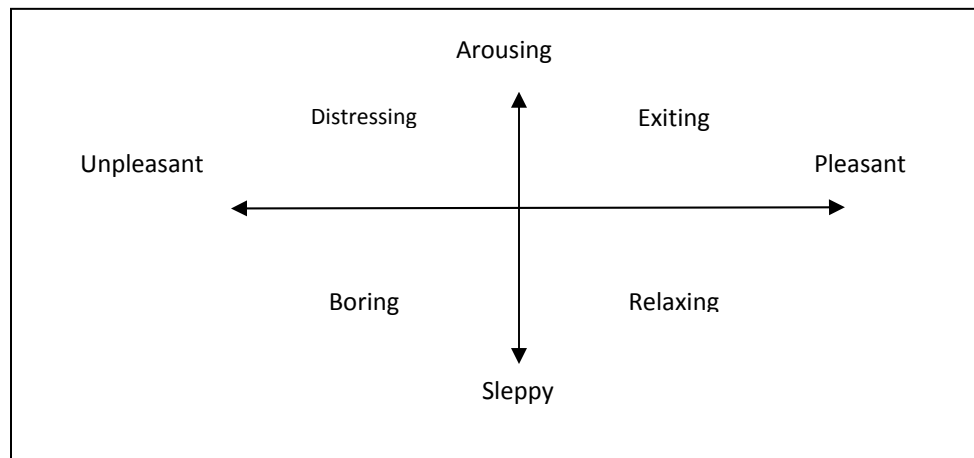 Arousing
Distressing Exiting
Unpleasant Pleasant
Boring Relaxing
Sleppy